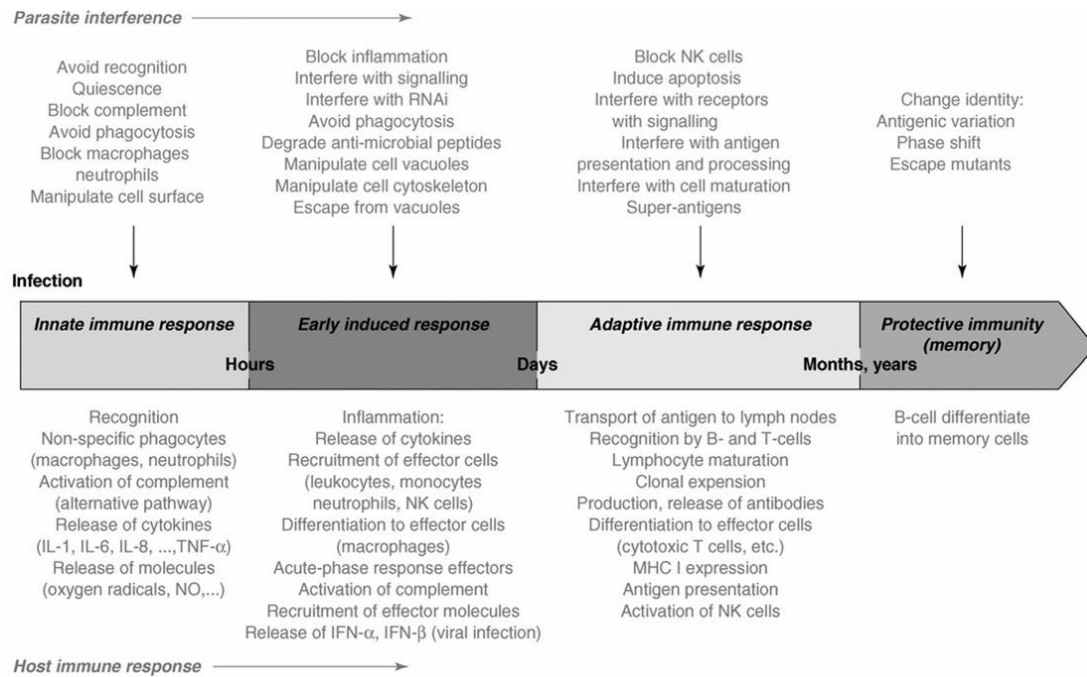 Parasite interference
Avoid recognition
Quiescence
Block complement
Avoid phagocytosis
Block macrophages
neutrophils
Manipulate cell surface
Block inflammation
Interfere with signalling
Interfere with RNAi
Avoid phagocytosis
Degrade anti-microbial peptides
Manipulate cell vacuoles
Manipulate cell cytoskeleton
Escape from vacuoles
Block NK cells
Induce apoptosis
Interfere with receptors
with signalling
Interfere with antigen
presentation and processing
Interfere with cell maturation
Super-antigens
Change identity:
Antigenic variation
Phase shift
Escape mutants
Infection
Innate immune response
Early induced response
Adaptive immune response
Protective immunity
(memory)
Hours
Days
Months, years
Recognition
Non-specific phagocytes
(macrophages, neutrophils)
Activation of complement
(alternative pathway)
Release of cytokines
(IL-1, IL-6, IL-8, ...,TNF-α)
Release of molecules
(oxygen radicals, NO,...)
Inflammation:
Release of cytokines
Recruitment of effector cells
(leukocytes, monocytes
neutrophils, NK cells)
Differentiation to effector cells
(macrophages)
Acute-phase response effectors
Activation of complement
Recruitment of effector molecules
Release of IFN-α, IFN-β (viral infection)
Transport of antigen to lymph nodes
Recognition by B- and T-cells
Lymphocyte maturation
Clonal expension
Production, release of antibodies
Differentiation to effector cells
(cytotoxic T cells, etc.)
MHC I expression
Antigen presentation
Activation of NK cells
B-cell differentiate
into memory cells
Host immune response